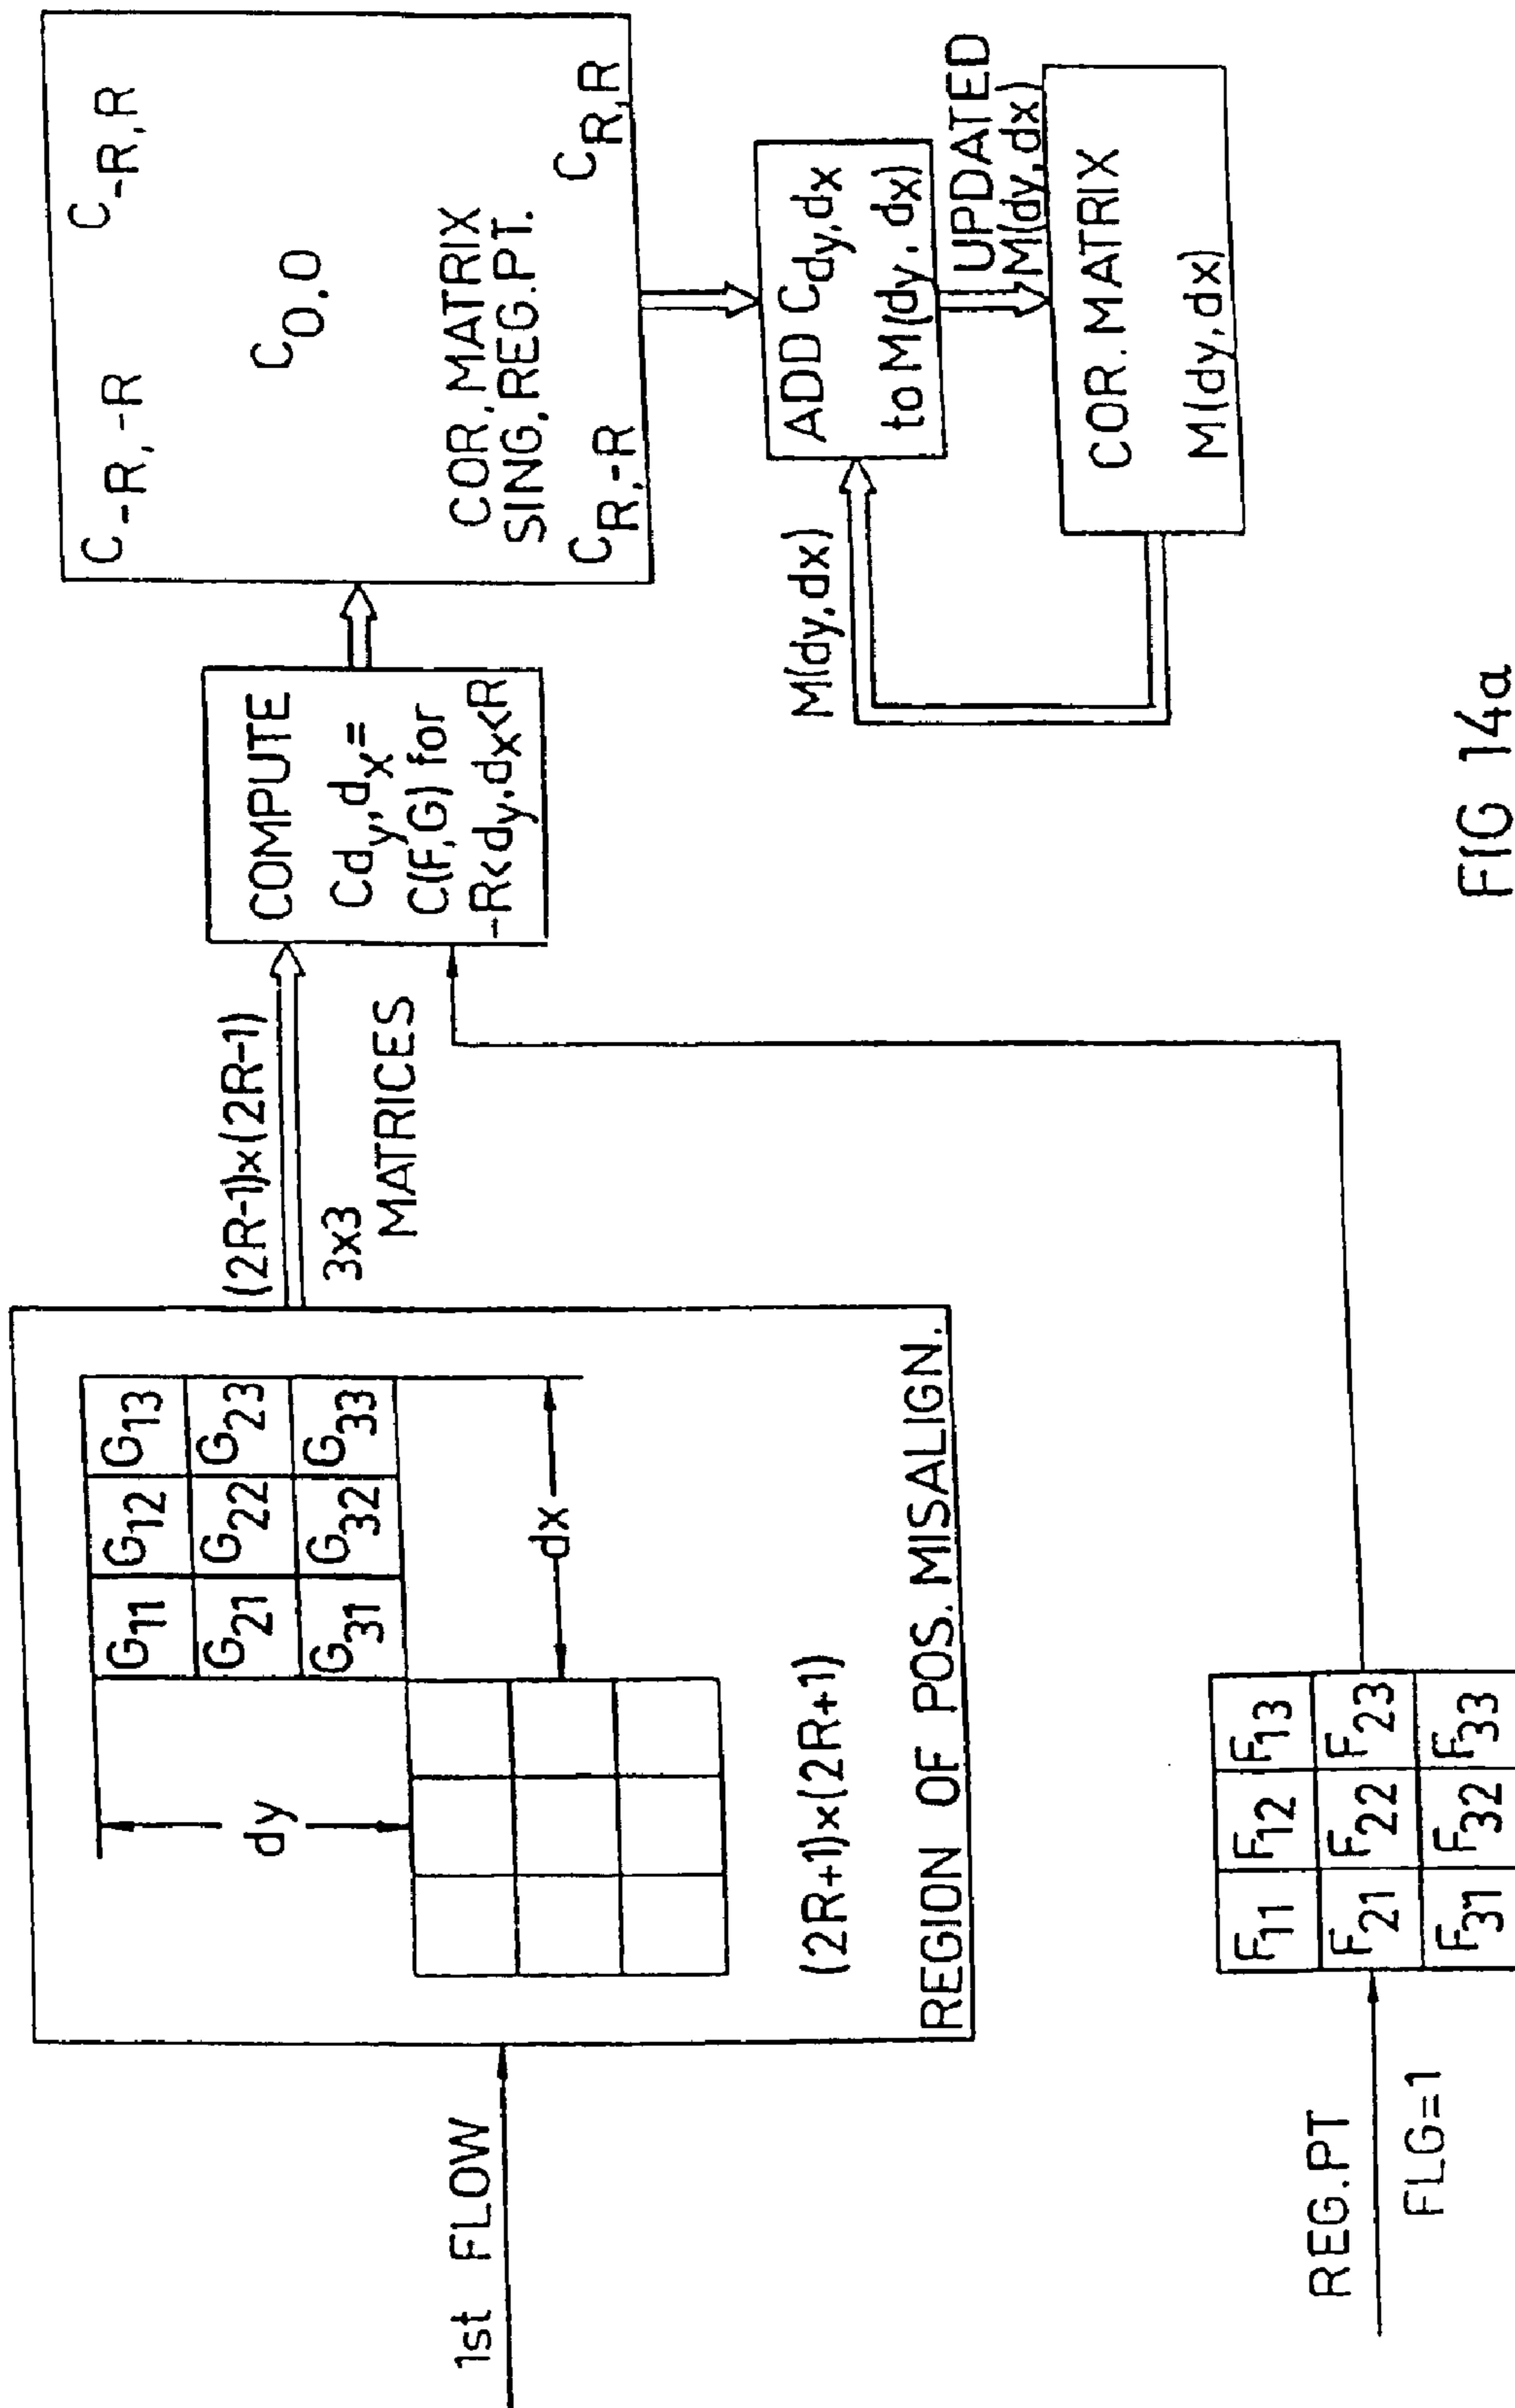 1st FLOW
G11 G12 G13
G21 G22 G23
G31 G32 G33
dy
dx
(2R+1)x(2R+1)
REGION OF POS. MISALIGN.
(2R-1)x(2R-1)
3x3
MATRICES
REG.PT
FLG=1
F11 F12 F13
F21 F22 F23
F31 F32 F33
COMPUTE
Cdy,dx=
C(F,G) for
-R<dy.dx<R
C-R,-R C-R,R
C0,0
COR, MATRIX
SING, REG.PT.
CR,-R CR,R
M(dy,dx)
ADD Cdy,dx
to M(dy, dx)
UPDATED
M(dy,dx)
COR.MATRIX
M(dy,dx)
FIG 14a